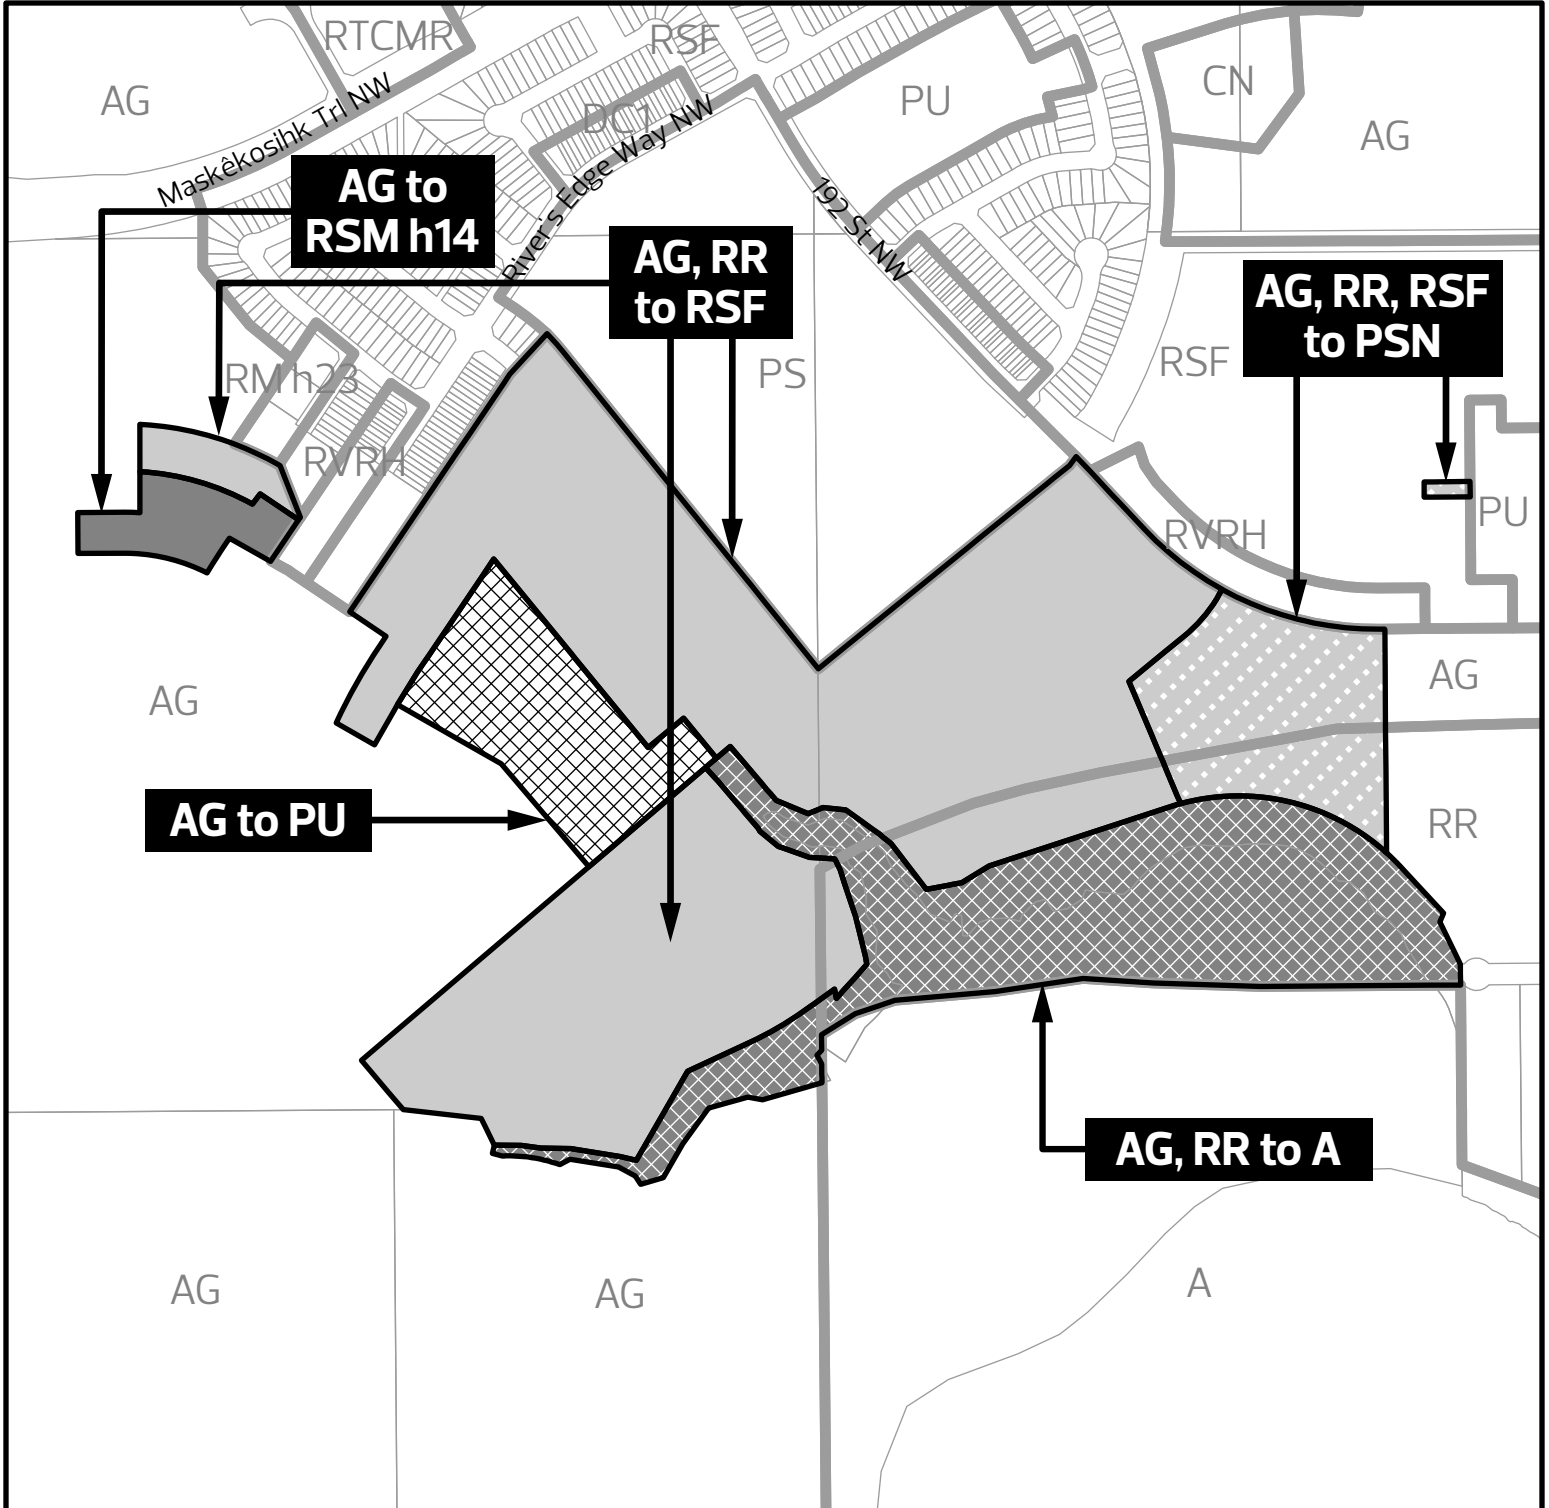 RTCMR
RSF
AG
Maskêkosihk Trl NW
DC1
River's Edge Way NW
PU
CN
AG
192 St NW
AG to
RSM h14
AG, RR
to RSF
AG, RR, RSF
to PSN
RM h23
PS
RSF
RVRH
RVRH
PU
AG
AG
AG to PU
RR
AG, RR to A
AG
AG
A